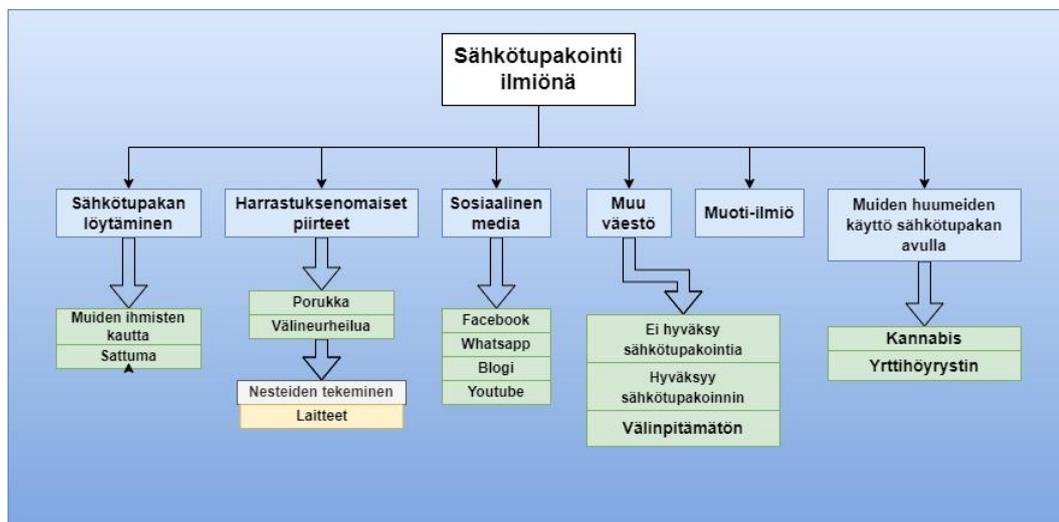 Sähkötupakointi
ilmiönä
Sähkötupakan
löytäminen
Harrastuksenomaiset
piirteet
Sosiaalinen
media
Muu
väestö
Muoti-ilmiö
Muiden huumeiden
käyttö sähkötupakan
avulla
Muiden ihmisten
kautta
Sattuma
Porukka
Välineurheilua
Nesteiden tekeminen
Laitteet
Facebook
Whatsapp
Blogi
Youtube
Ei hyväksy
sähkötupakointia
Hyväksyy
sähkötupakoinnin
Välinpitämätön
Kannabis
Yrttihöyrystin